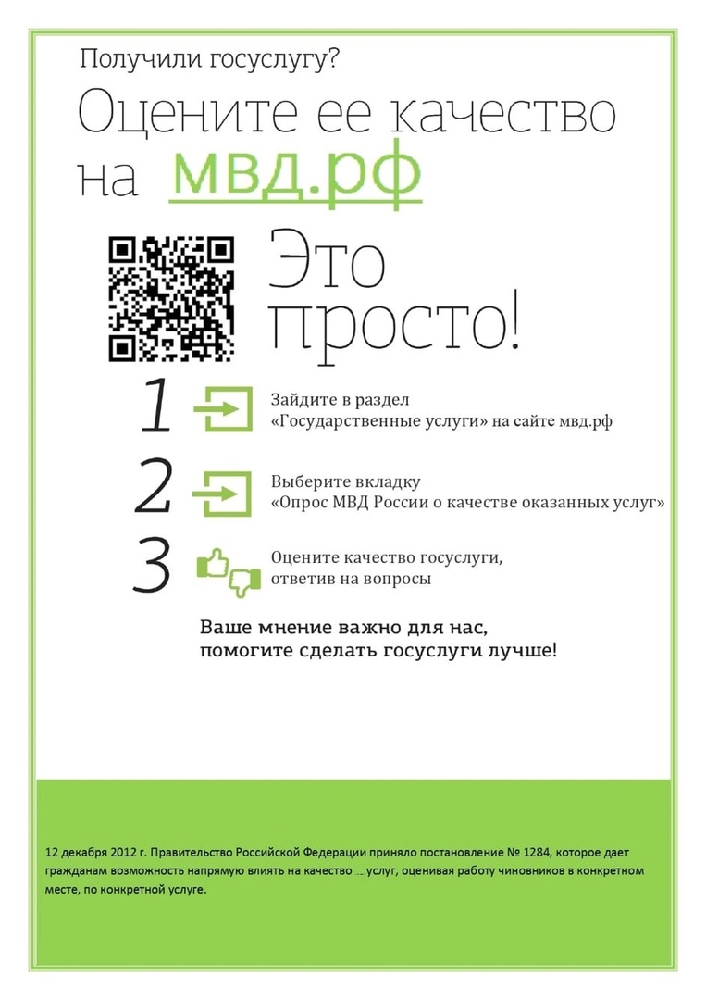 Получили госуслугу?
Оцените ее качество
на мвд.рф
Это
просто!
1
Зайдите в раздел
«Государственные услуги» на сайте мвд.рф
2
Выберите вкладку
«Опрос МВД России о качестве оказанных услуг»
3
Оцените качество госуслуги,
ответив на вопросы
Ваше мнение важно для нас,
помогите сделать госуслуги лучше!
12 декабря 2012 г. Правительство Российской Федерации приняло постановление № 1284, которое дает
гражданам возможность напрямую влиять на качество ... услуг, оценивая работу чиновников в конкретном
месте, по конкретной услуге.